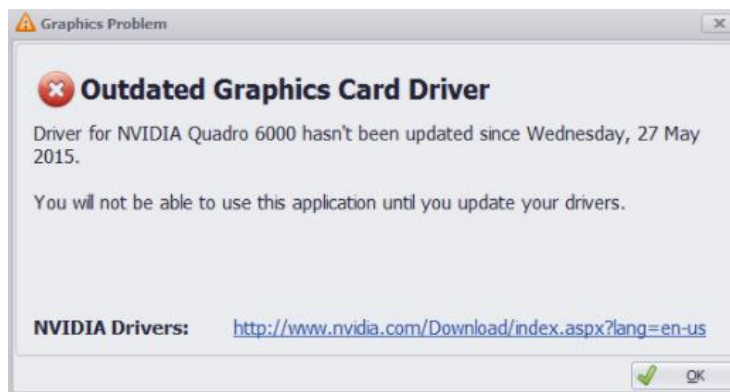 Graphics Problem
Outdated Graphics Card Driver
Driver for NVIDIA Quadro 6000 hasn't been updated since Wednesday, 27 May
2015.
You will not be able to use this application until you update your drivers.
NVIDIA Drivers: http://www.nvidia.com/Download/index.aspx?lang=en-us
OK